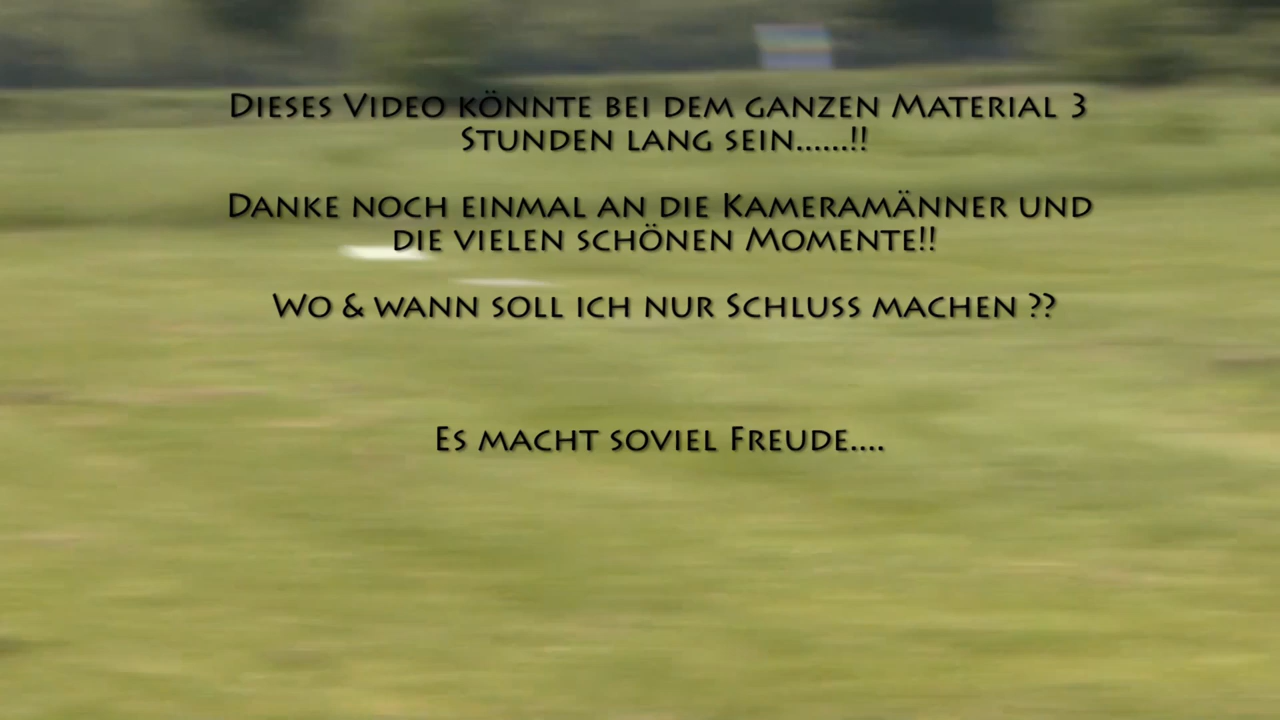 Dieses Video könnte bei dem ganzen Material 3
Stunden lang sein......!!
Danke noch einmal an die Kameramänner und
die vielen schönen Momente!!
Wo & wann soll ich nur Schluss machen ??
Es macht soviel Freude....